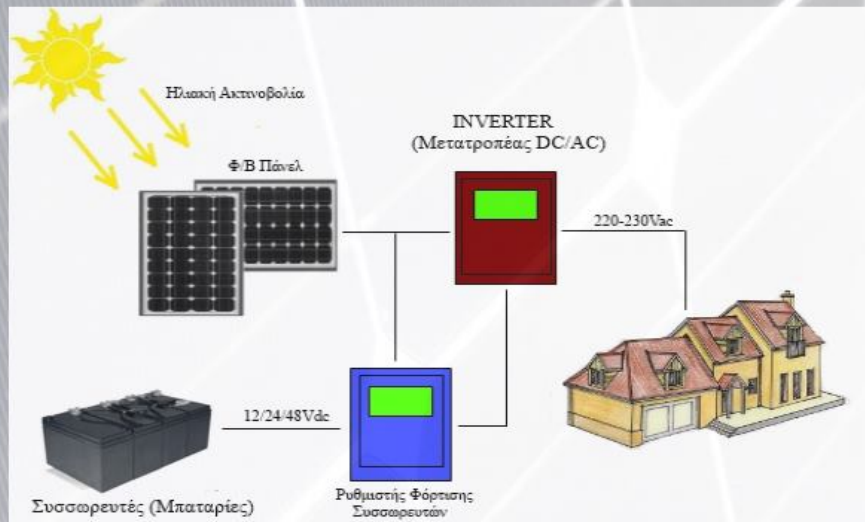 Ηλιακή Ακτινοβολία
INVERTER
(Μετατροπέας DC/AC)
Φ/Β Πάνελ
220-230Vac
12/24/48Vdc
Συσσωρευτές (Μπαταρίες)
Ρυθμιστής Φόρτισης
Συσσωρευτών